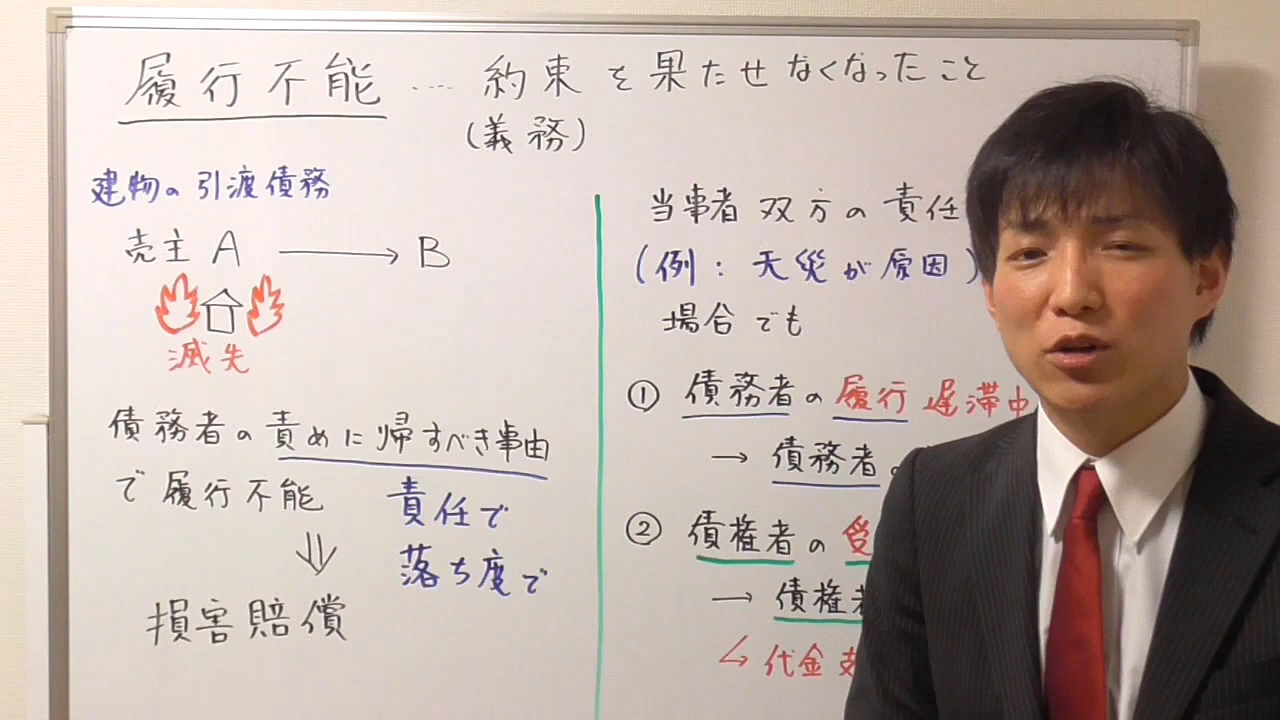 履行不能 ‥‥ 約束を果たせなくなったこと
(義務)
建物の引渡債務
売主 A → B
滅失
債務者の責めに帰すべき事由
で履行不能
責任で
落ち度で
⇓
損害賠償
当事者双方の責任
(例：天災が原因)
場合でも
① 債務者の履行遅滞中
→ 債務者の
② 債権者の受
→ 債権者
代金支